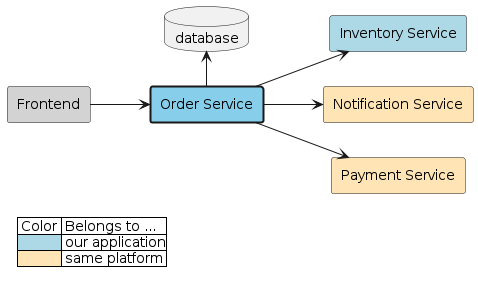 database
Inventory Service
Frontend
Order Service
Notification Service
Payment Service
Color Belongs to ...
our application
same platform